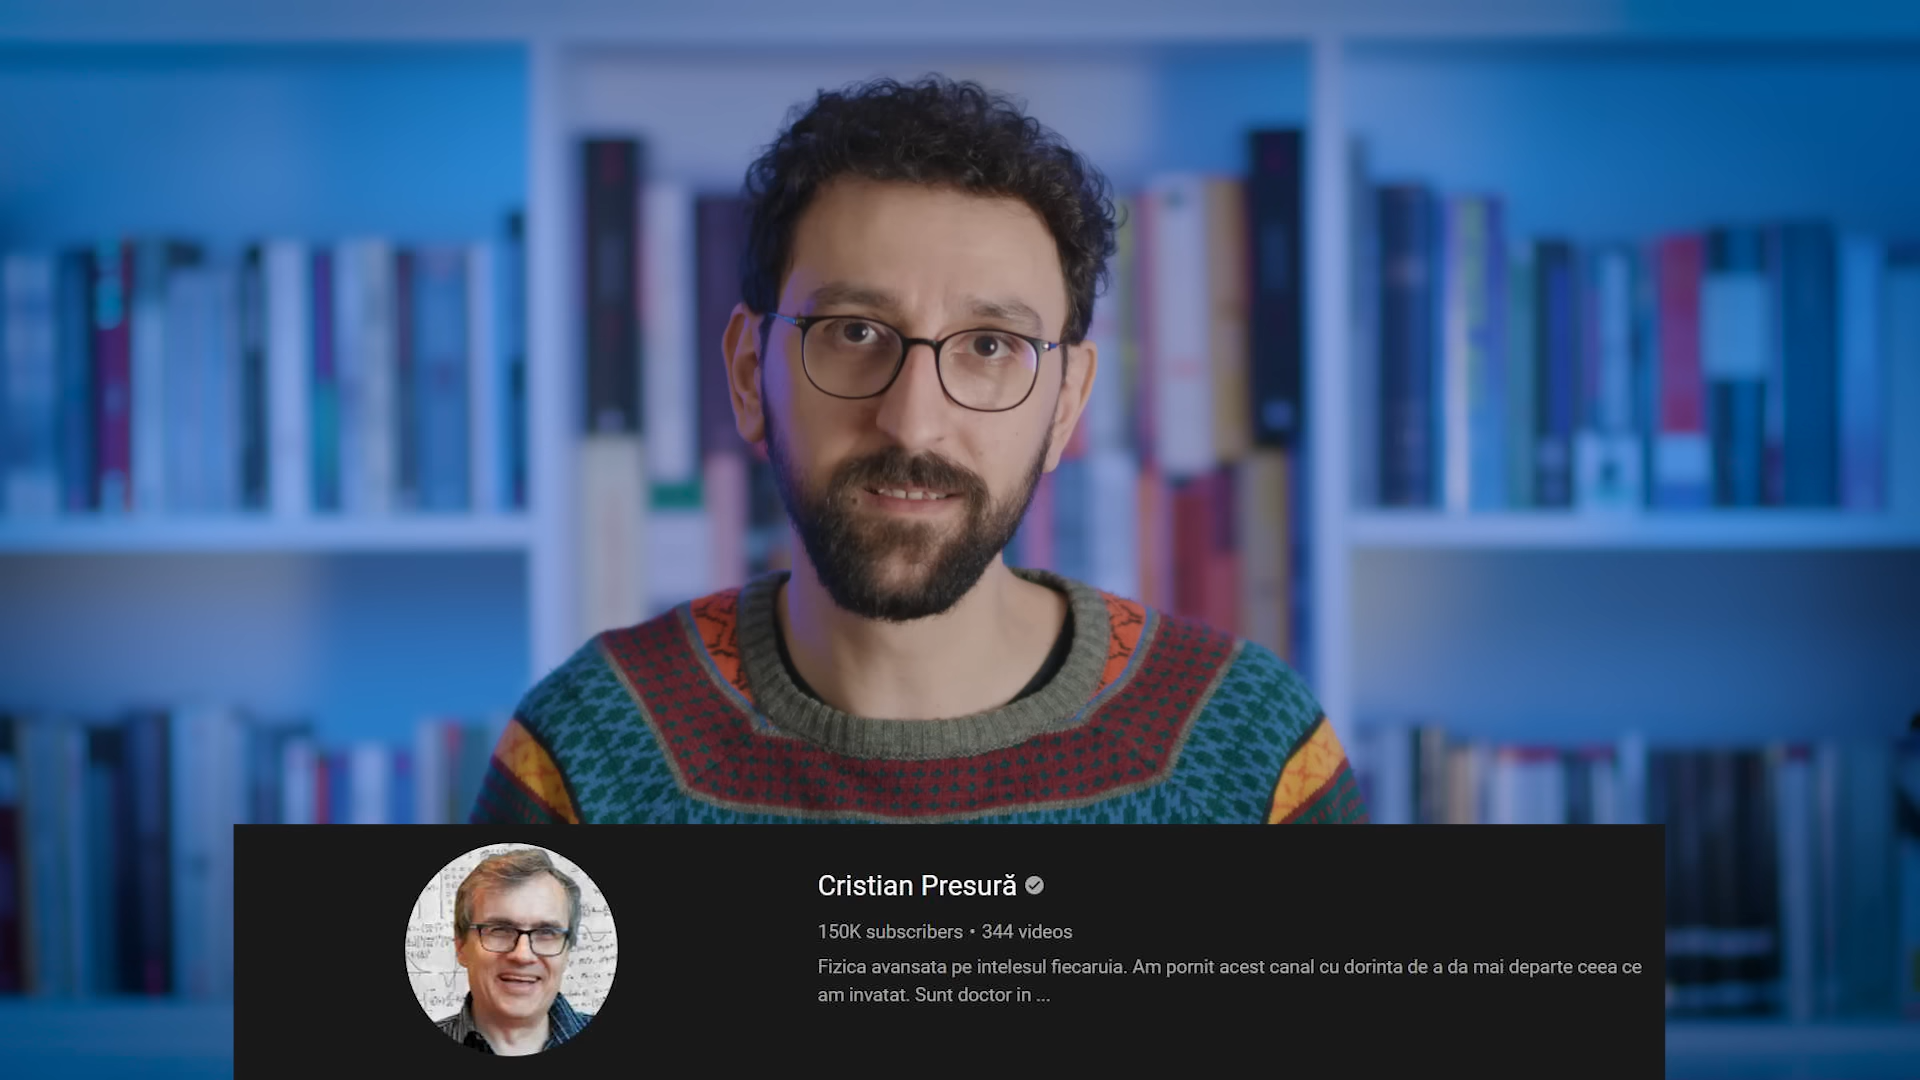 Cristian Presură
150K subscribers • 344 videos
Fizica avansata pe intelesul fiecaruia. Am pornit acest canal cu dorinta de a da mai departe ceea ce
am invatat. Sunt doctor in ...